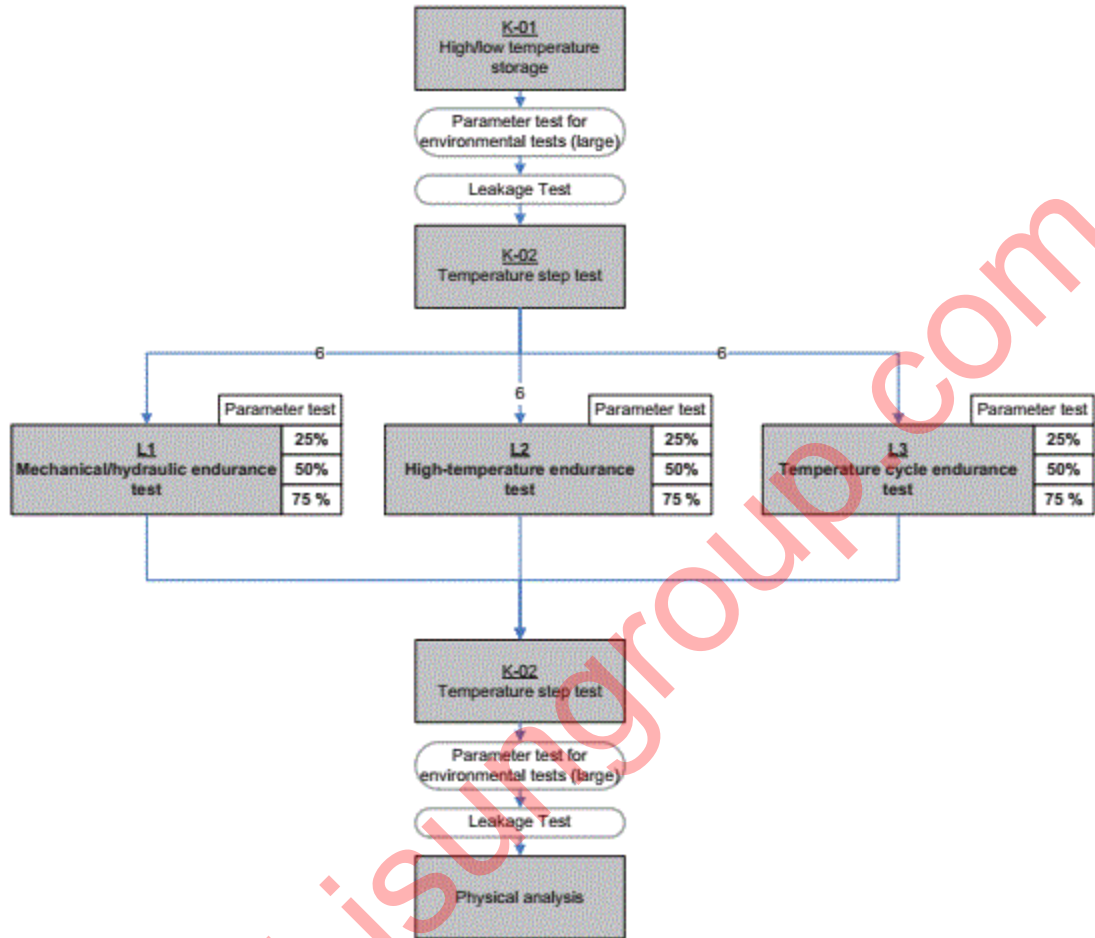 K-01
High/low temperature
storage
Parameter test for
environmental tests (large)
Leakage Test
K-02
Temperature step test
6
6
6
Parameter test
L1
Mechanical/hydraulic endurance
test
25%
50%
75 %
Parameter test
L2
High-temperature endurance
test
25%
50%
75 %
Parameter test
L3
Temperature cycle endurance
test
25%
50%
75 %
K-02
Temperature step test
Parameter test for
environmental tests (large)
Leakage Test
Physical analysis
isungroup.com